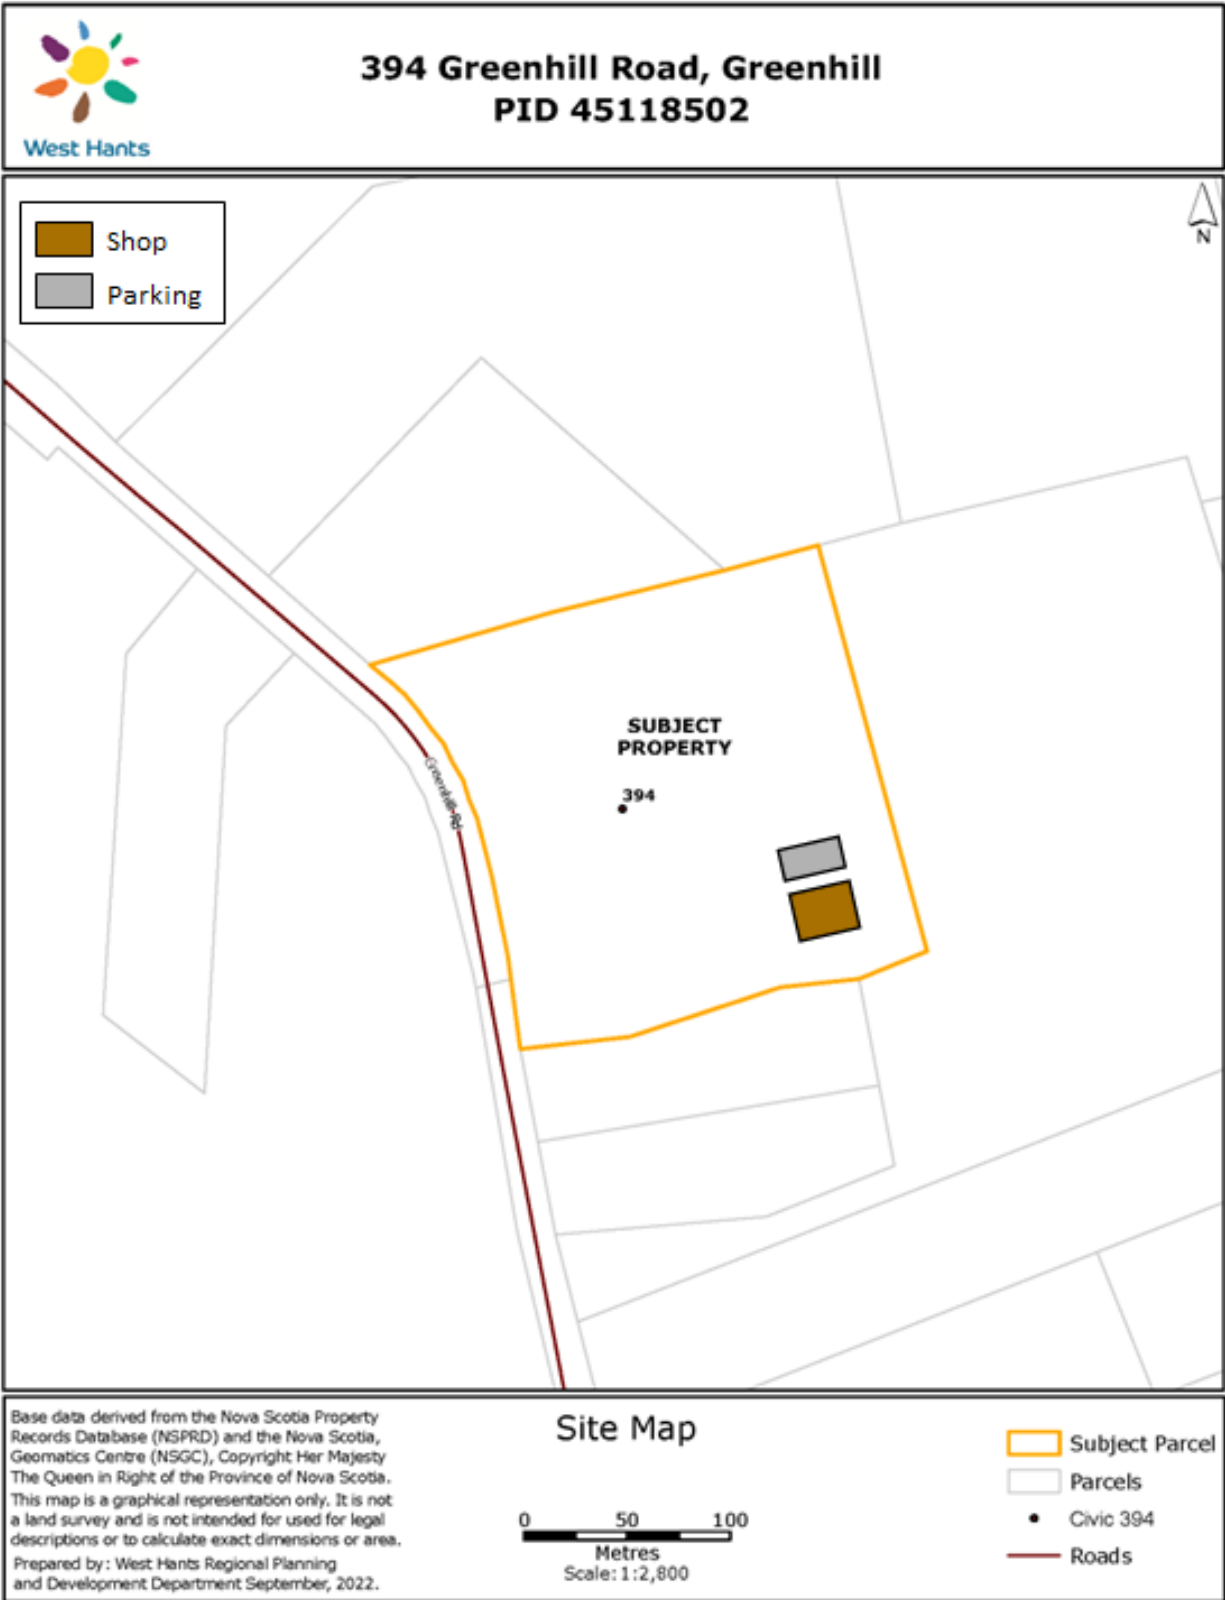 West Hants
394 Greenhill Road, Greenhill
PID 45118502
Shop
Parking
N
SUBJECT
PROPERTY
394
Greenhill Rd
Base data derived from the Nova Scotia Property
Records Database (NSPRD) and the Nova Scotia,
Geomatics Centre (NSGC), Copyright Her Majesty
The Queen in Right of the Province of Nova Scotia.
This map is a graphical representation only. It is not
a land survey and is not intended for used for legal
descriptions or to calculate exact dimensions or area.
Prepared by: West Hants Regional Planning
and Development Department September, 2022.
Site Map
0 50 100
Metres
Scale: 1:2,800
Subject Parcel
Parcels
Civic 394
Roads